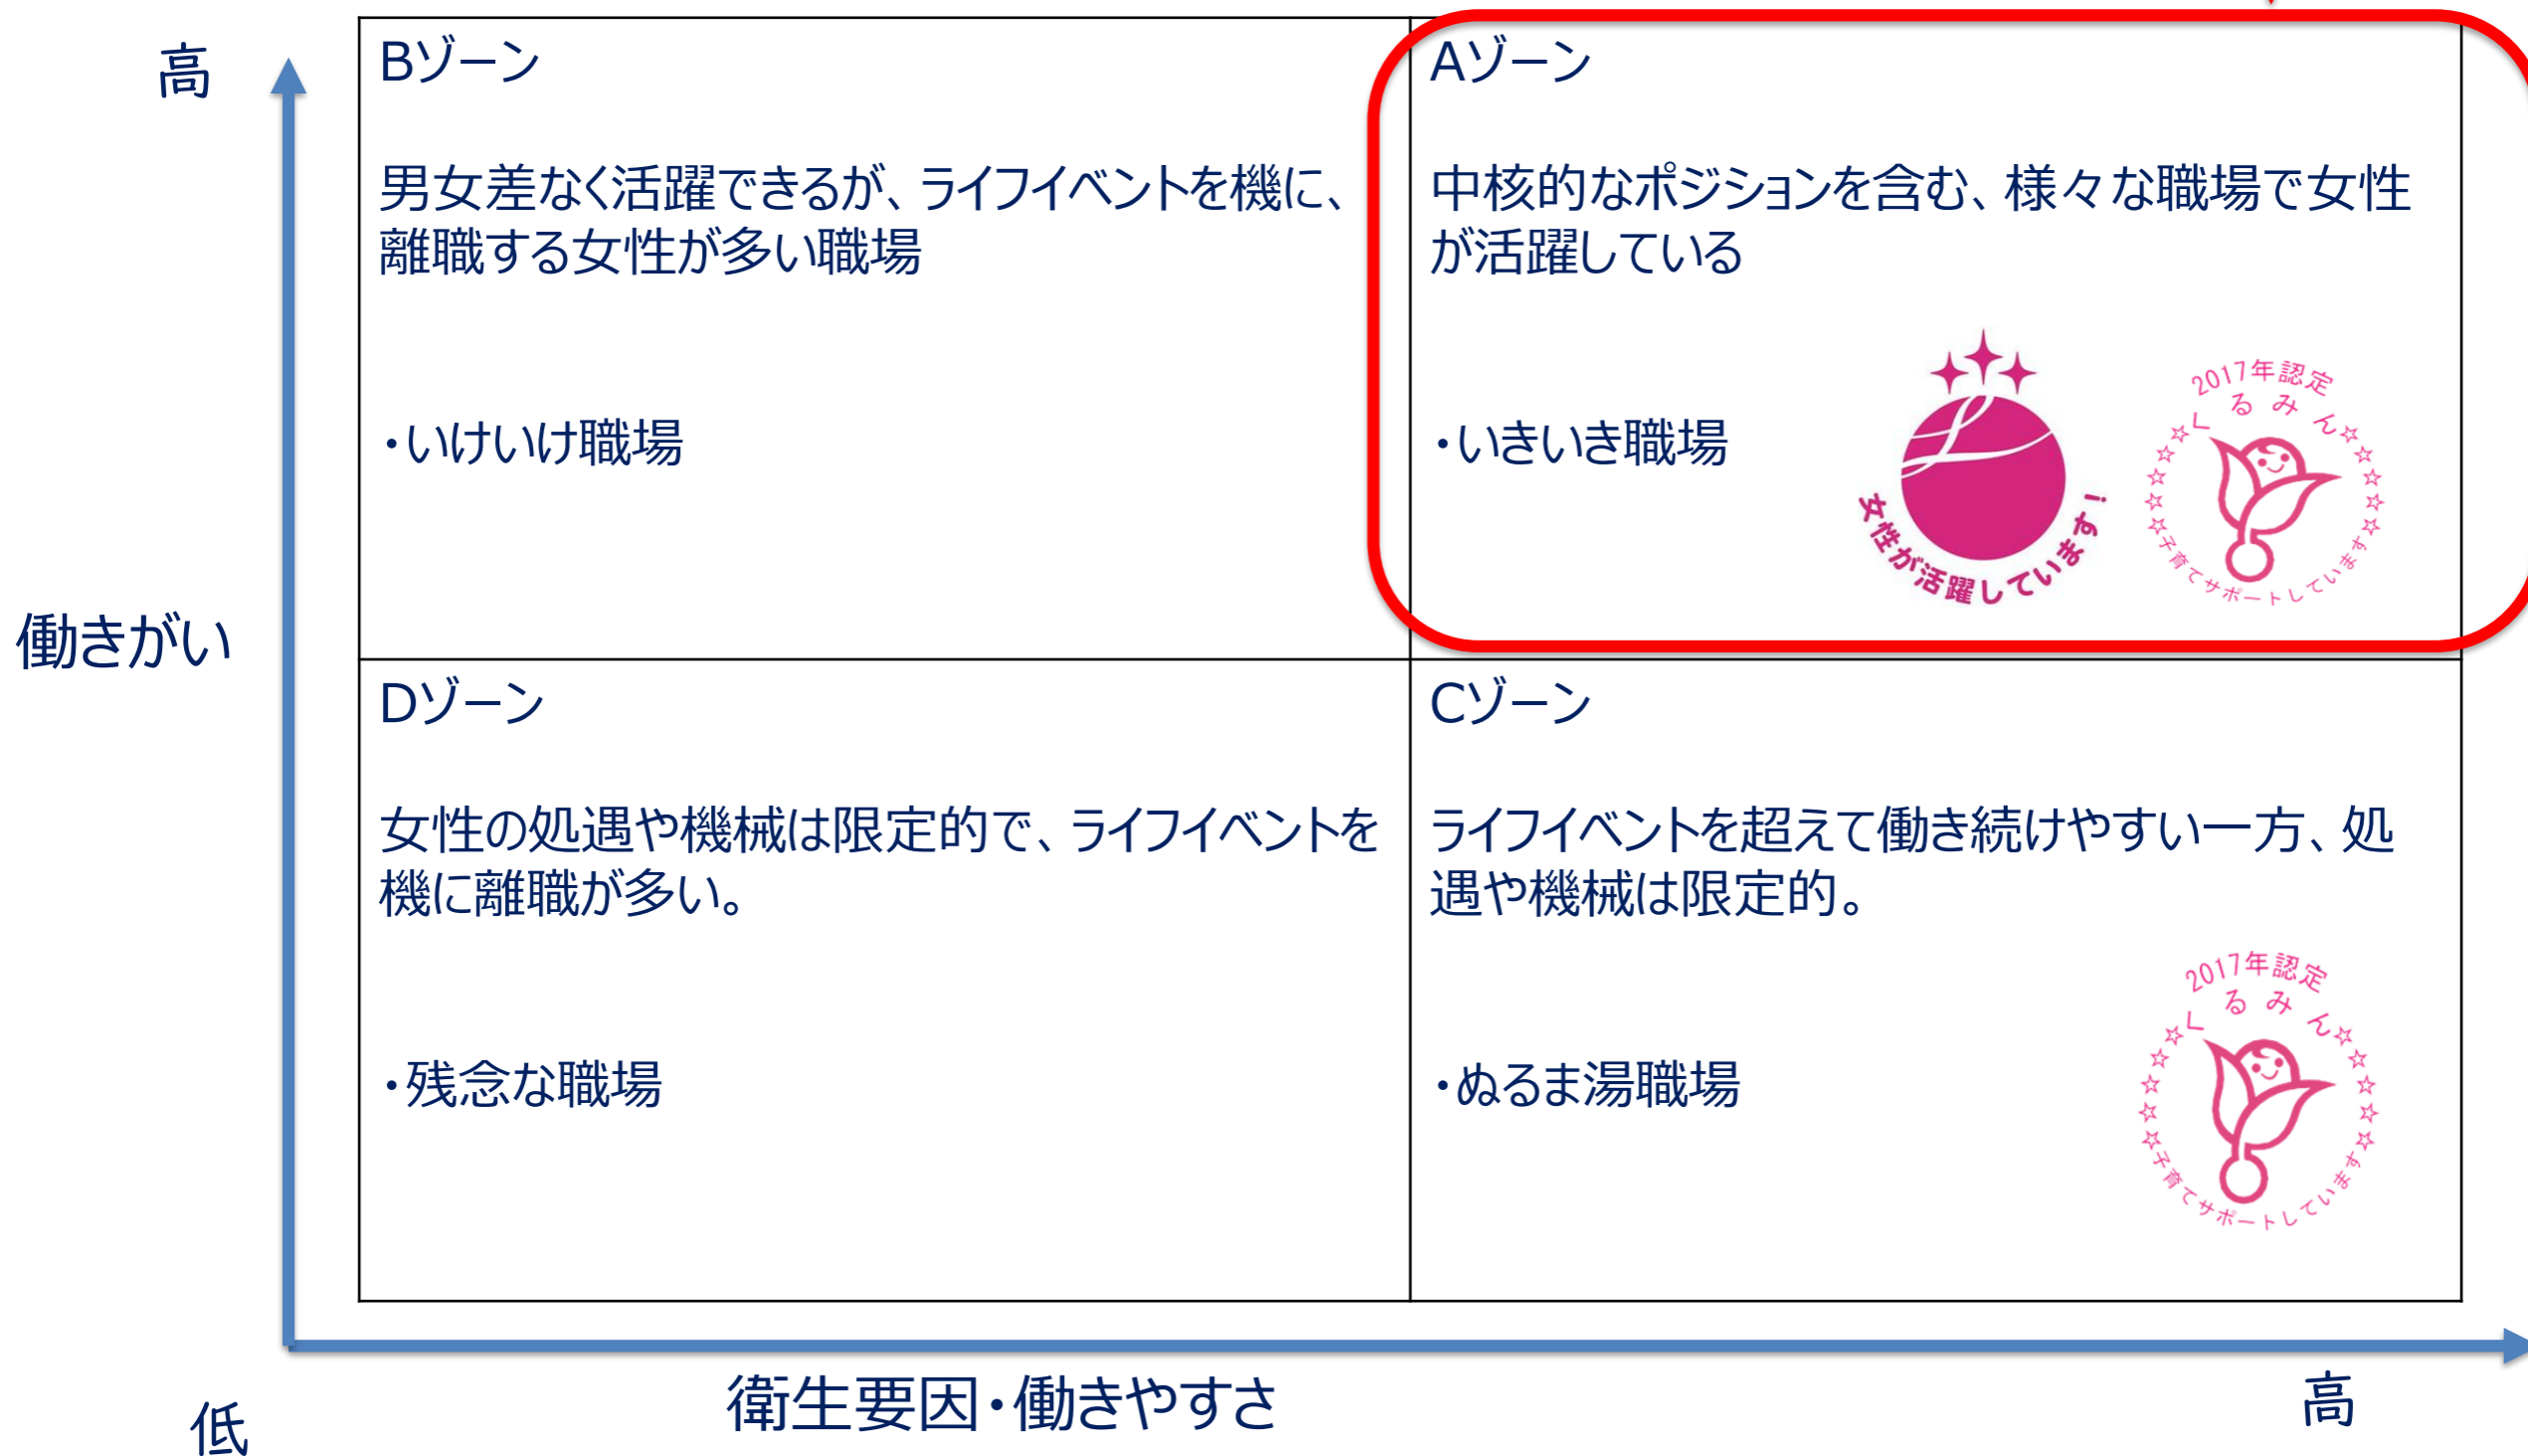 高
Bゾーン
男女差なく活躍できるが、ライフイベントを機に、
離職する女性が多い職場
・いけいけ職場
Aゾーン
中核的なポジションを含む、様々な職場で女性
が活躍している
・いきいき職場
女性が活躍しています!
2017年認定
くるみん
子育てサポートしています
働きがい
Dゾーン
女性の処遇や機械は限定的で、ライフイベントを
機に離職が多い。
・残念な職場
Cゾーン
ライフイベントを超えて働き続けやすい一方、処
遇や機械は限定的。
・ぬるま湯職場
2017年認定
くるみん
子育てサポートしています
低
衛生要因・働きやすさ
高